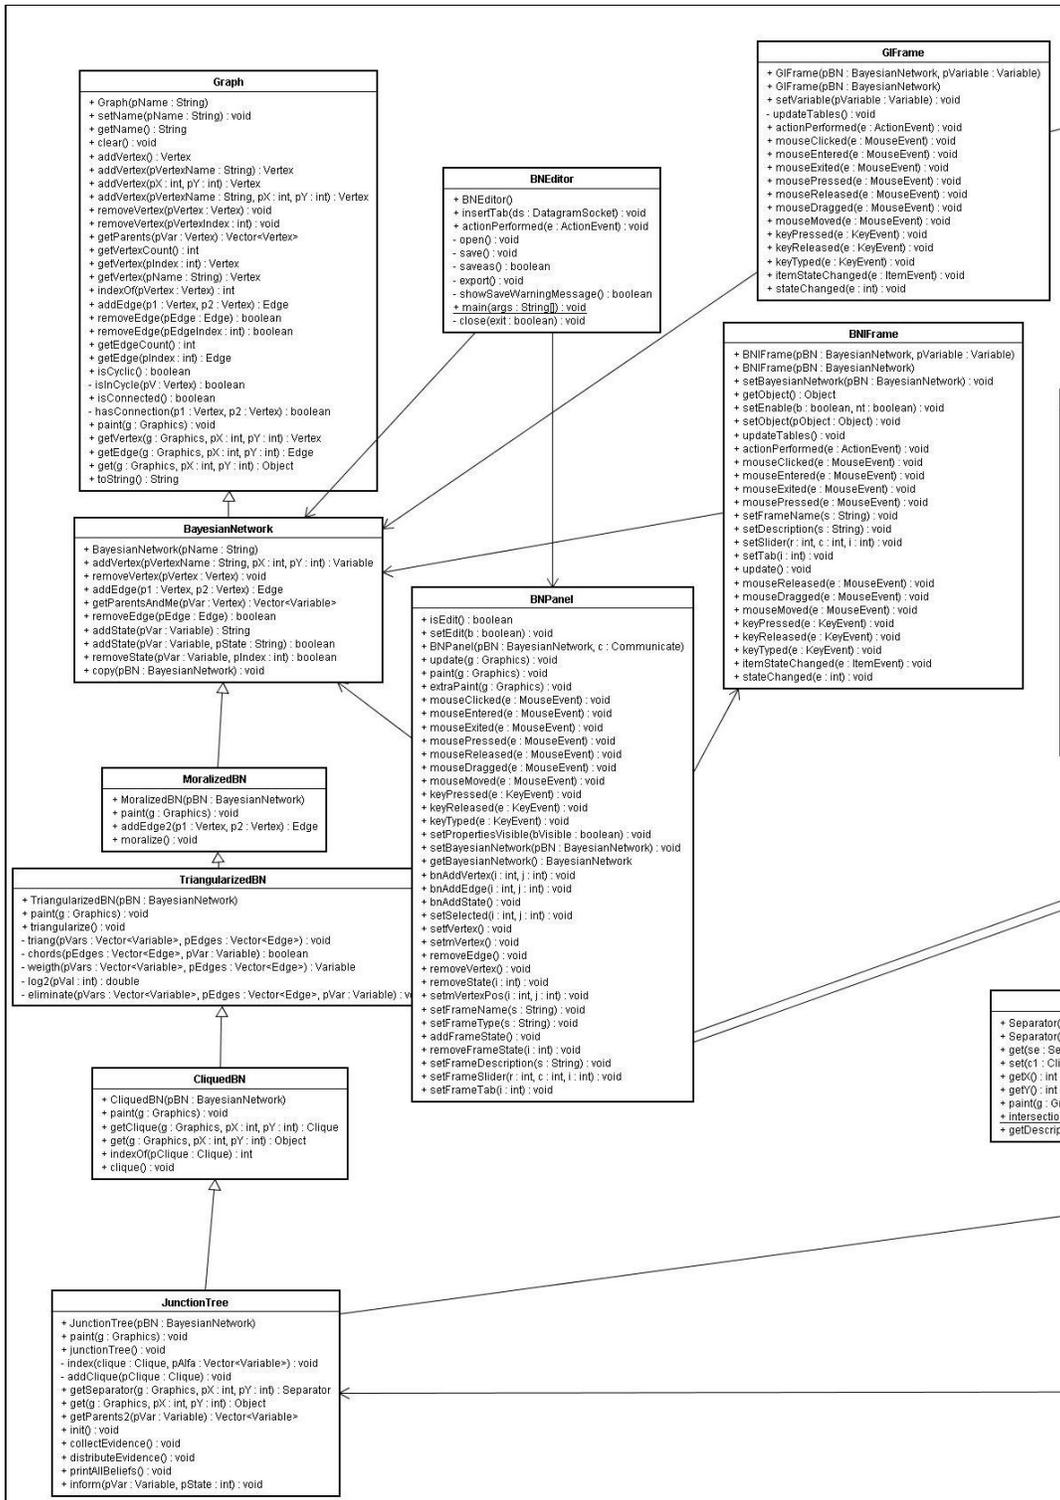 Graph
+ Graph(pName : String)
+ setName(pName : String) : void
+ getName() : String
+ clear() : void
+ addVertex() : Vertex
+ addVertex(pVertexName : String) : Vertex
+ addVertex(pX : int, pY : int) : Vertex
+ addVertex(pVertexName : String, pX : int, pY : int) : Vertex
+ removeVertex(pVertex : Vertex) : void
+ removeVertex(pVertexIndex : int) : void
+ getParents(pVar : Vertex) : Vector<Vertex>
+ getVertexCount() : int
+ getVertex(pIndex : int) : Vertex
+ getVertex(pName : String) : Vertex
+ indexOf(pVertex : Vertex) : int
+ addEdge(p1 : Vertex, p2 : Vertex) : Edge
+ removeEdge(pEdge : Edge) : boolean
+ removeEdge(pEdgeIndex : int) : boolean
+ getEdgeCount() : int
+ getEdge(pIndex : int) : Edge
+ isCyclic() : boolean
- isInCycle(pV : Vertex) : boolean
+ isConnected() : boolean
- hasConnection(p1 : Vertex, p2 : Vertex) : boolean
+ paint(g : Graphics) : void
+ getVertex(g : Graphics, pX : int, pY : int) : Vertex
+ getEdge(g : Graphics, pX : int, pY : int) : Edge
+ get(g : Graphics, pX : int, pY : int) : Object
+ toString() : String
BNEditor
+ BNEditor()
+ insertTab(ds : DatagramSocket) : void
+ actionPerformed(e : ActionEvent) : void
- open() : void
- save() : void
- saveas() : boolean
- export() : void
- showSaveWarningMessage() : boolean
+ main(args : String[]) : void
- close(exit : boolean) : void
GIFrame
+ GIFrame(pBN : BayesianNetwork, pVariable : Variable)
+ GIFrame(pBN : BayesianNetwork)
+ setVariable(pVariable : Variable) : void
- updateTables() : void
+ actionPerformed(e : ActionEvent) : void
+ mouseClicked(e : MouseEvent) : void
+ mouseEntered(e : MouseEvent) : void
+ mouseExited(e : MouseEvent) : void
+ mousePressed(e : MouseEvent) : void
+ mouseReleased(e : MouseEvent) : void
+ mouseDragged(e : MouseEvent) : void
+ mouseMoved(e : MouseEvent) : void
+ keyPressed(e : KeyEvent) : void
+ keyReleased(e : KeyEvent) : void
+ keyTyped(e : KeyEvent) : void
+ itemStateChanged(e : ItemEvent) : void
+ stateChanged(e : int) : void
BNIFrame
+ BNIFrame(pBN : BayesianNetwork, pVariable : Variable)
+ BNIFrame(pBN : BayesianNetwork)
+ setBayesianNetwork(pBN : BayesianNetwork) : void
+ getObject() : Object
+ setEnable(b : boolean, nt : boolean) : void
+ setObject(pObject : Object) : void
+ updateTables() : void
+ actionPerformed(e : ActionEvent) : void
+ mouseClicked(e : MouseEvent) : void
+ mouseEntered(e : MouseEvent) : void
+ mouseExited(e : MouseEvent) : void
+ mousePressed(e : MouseEvent) : void
+ setFrameName(s : String) : void
+ setDescription(s : String) : void
+ setSlider(r : int, c : int, i : int) : void
+ setTab(i : int) : void
+ update() : void
+ mouseReleased(e : MouseEvent) : void
+ mouseDragged(e : MouseEvent) : void
+ mouseMoved(e : MouseEvent) : void
+ keyPressed(e : KeyEvent) : void
+ keyReleased(e : KeyEvent) : void
+ keyTyped(e : KeyEvent) : void
+ itemStateChanged(e : ItemEvent) : void
+ stateChanged(e : int) : void
BayesianNetwork
+ BayesianNetwork(pName : String)
+ addVertex(pVertexName : String, pX : int, pY : int) : Variable
+ removeVertex(pVertex : Vertex) : void
+ addEdge(p1 : Vertex, p2 : Vertex) : Edge
+ getParentsAndMe(pVar : Vertex) : Vector<Variable>
+ removeEdge(pEdge : Edge) : boolean
+ addState(pVar : Variable) : String
+ addState(pVar : Variable, pState : String) : boolean
+ removeState(pVar : Variable, pIndex : int) : boolean
+ copy(pBN : BayesianNetwork) : void
BNPanel
+ isEdit() : boolean
+ setEdit(b : boolean) : void
+ BNPanel(pBN : BayesianNetwork, c : Communicate)
+ update(g : Graphics) : void
+ paint(g : Graphics) : void
+ extraPaint(g : Graphics) : void
+ mouseClicked(e : MouseEvent) : void
+ mouseEntered(e : MouseEvent) : void
+ mouseExited(e : MouseEvent) : void
+ mousePressed(e : MouseEvent) : void
+ mouseReleased(e : MouseEvent) : void
+ mouseDragged(e : MouseEvent) : void
+ mouseMoved(e : MouseEvent) : void
+ keyPressed(e : KeyEvent) : void
+ keyReleased(e : KeyEvent) : void
+ keyTyped(e : KeyEvent) : void
+ setPropertiesVisible(bVisible : boolean) : void
+ setBayesianNetwork(pBN : BayesianNetwork) : void
+ getBayesianNetwork() : BayesianNetwork
+ bnAddVertex(i : int, j : int) : void
+ bnAddEdge(i : int, j : int) : void
+ bnAddState() : void
+ setSelected(i : int, j : int) : void
+ setfVertex() : void
+ setmVertex() : void
+ removeEdge() : void
+ removeVertex() : void
+ removeState(i : int) : void
+ setmVertexPos(i : int, j : int) : void
+ setFrameName(s : String) : void
+ setFrameType(s : String) : void
+ addFrameState() : void
+ removeFrameState(i : int) : void
+ setFrameDescription(s : String) : void
+ setFrameSlider(r : int, c : int, i : int) : void
+ setFrameTab(i : int) : void
MoralizedBN
+ MoralizedBN(pBN : BayesianNetwork)
+ paint(g : Graphics) : void
+ addEdge2(p1 : Vertex, p2 : Vertex) : Edge
+ moralize() : void
TriangularizedBN
+ TriangularizedBN(pBN : BayesianNetwork)
+ paint(g : Graphics) : void
+ triangularize() : void
- triang(pVars : Vector<Variable>, pEdges : Vector<Edge>) : void
- chords(pEdges : Vector<Edge>, pVar : Variable) : boolean
- weigth(pVars : Vector<Variable>, pEdges : Vector<Edge>) : Variable
- log2(pVal : int) : double
- eliminate(pVars : Vector<Variable>, pEdges : Vector<Edge>, pVar : Variable) :
CliquedBN
+ CliquedBN(pBN : BayesianNetwork)
+ paint(g : Graphics) : void
+ getClique(g : Graphics, pX : int, pY : int) : Clique
+ get(g : Graphics, pX : int, pY : int) : Object
+ indexOf(pClique : Clique) : int
+ clique() : void
+ Separator(
+ Separator(
+ get(se : Se
+ set(c1 : Cli
+ getX() : int
+ getY() : int
+ paint(g : Gr
+ intersectio
+ getDescrip
JunctionTree
+ JunctionTree(pBN : BayesianNetwork)
+ paint(g : Graphics) : void
+ junctionTree() : void
- index(clique : Clique, pAlfa : Vector<Variable>) : void
- addClique(pClique : Clique) : void
+ getSeparator(g : Graphics, pX : int, pY : int) : Separator
+ get(g : Graphics, pX : int, pY : int) : Object
+ getParents2(pVar : Variable) : Vector<Variable>
+ init() : void
+ collectEvidence() : void
+ distributeEvidence() : void
+ printAllBeliefs() : void
+ inform(pVar : Variable, pState : int) : void